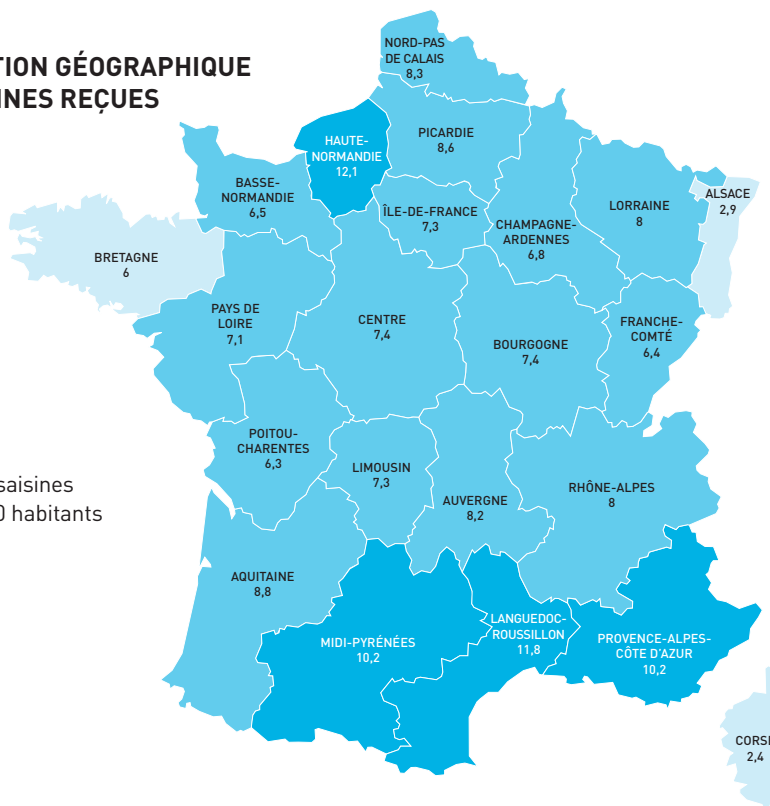 TION GÉOGRAPHIQUE
INES REÇUES
NORD-PAS
DE CALAIS
8,3
HAUTE-
NORMANDIE
12,1
PICARDIE
8,6
BASSE-
NORMANDIE
6,5
ÎLE-DE-FRANCE
7,3
CHAMPAGNE-
ARDENNES
6,8
LORRAINE
8
ALSACE
2,9
BRETAGNE
6
PAYS DE
LOIRE
7,1
CENTRE
7,4
BOURGOGNE
7,4
FRANCHE-
COMTÉ
6,4
POITOU-
CHARENTES
6,3
LIMOUSIN
7,3
AUVERGNE
8,2
RHÔNE-ALPES
8
saisines
0 habitants
AQUITAINE
8,8
MIDI-PYRÉNÉES
10,2
LANGUEDOC-
ROUSSILLON
11,8
PROVENCE-ALPES-
CÔTE D'AZUR
10,2
CORS
2,4